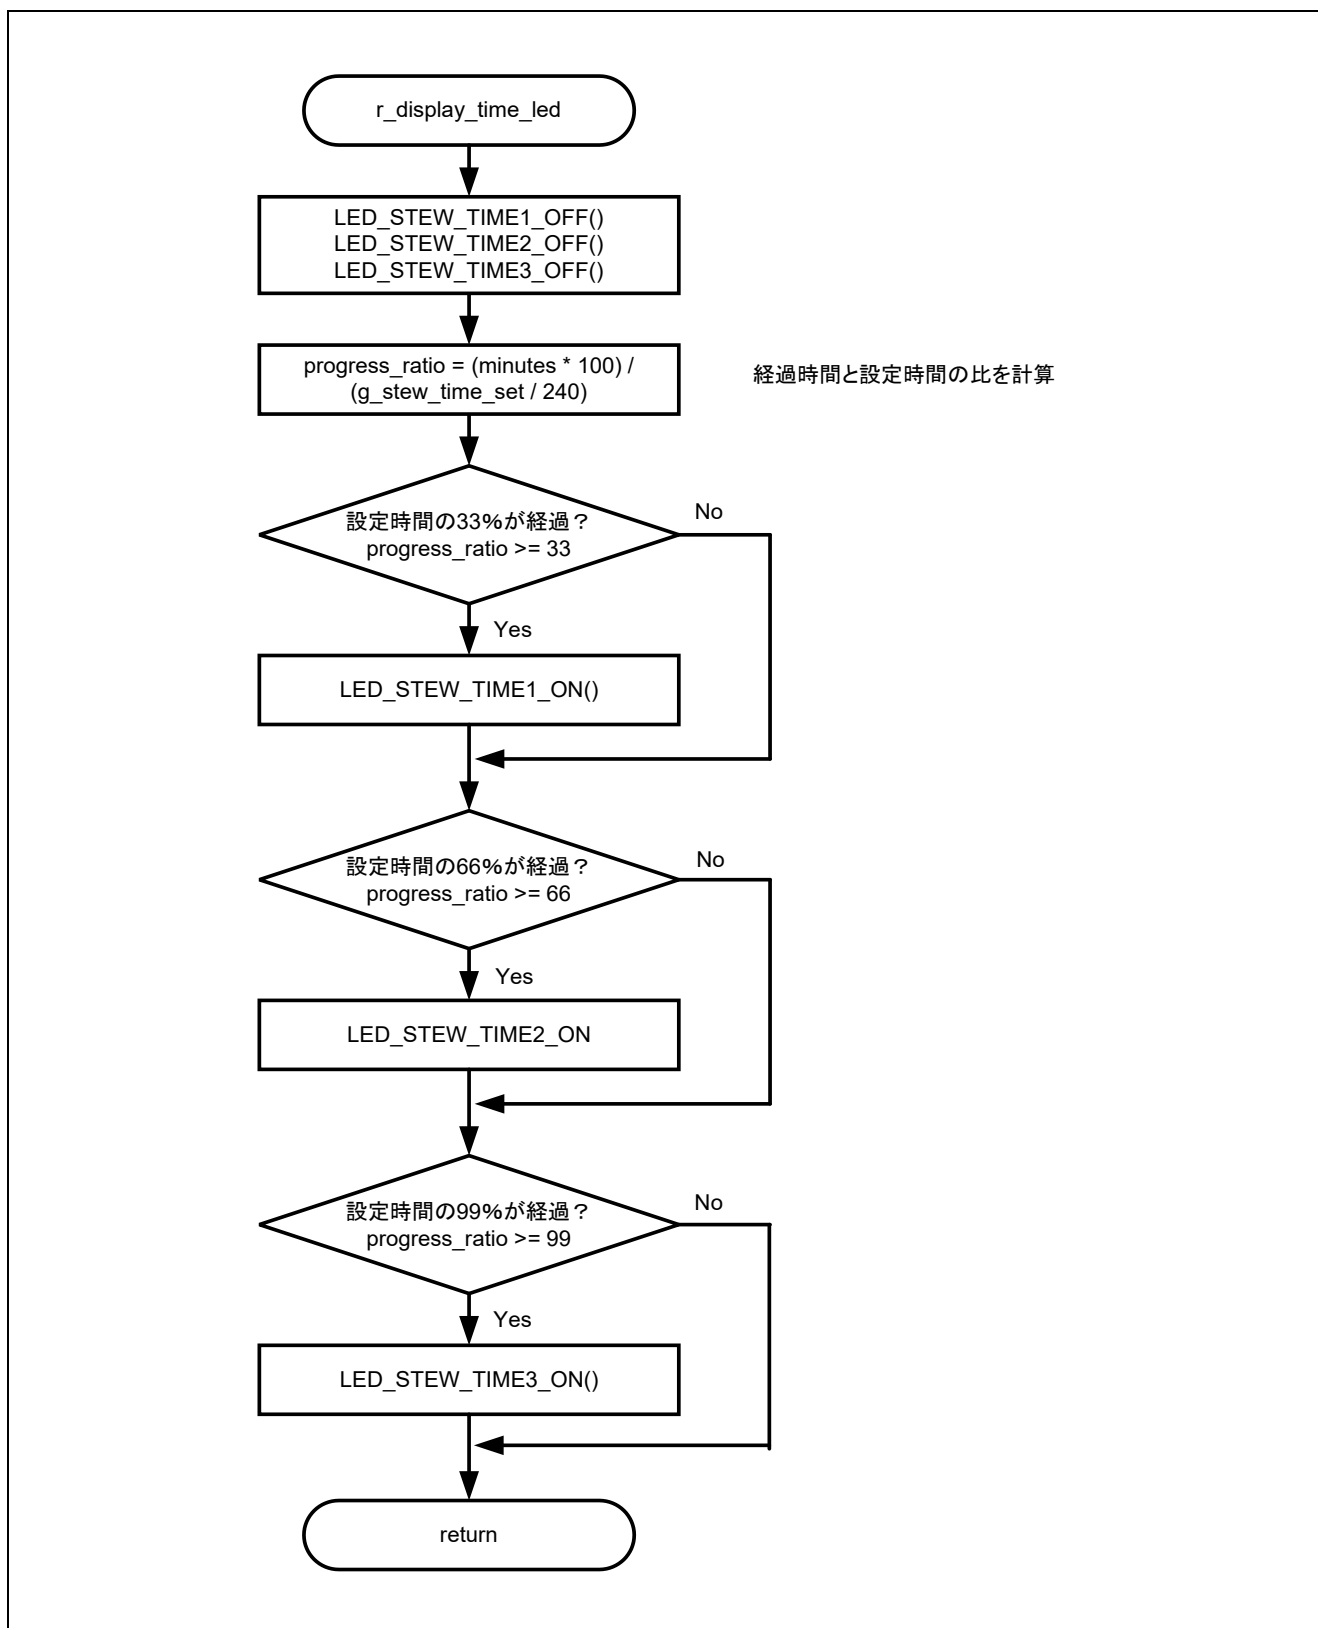 r_display_time_led
LED_STEW_TIME1_OFF()
LED_STEW_TIME2_OFF()
LED_STEW_TIME3_OFF()
progress_ratio = (minutes * 100) /
(g_stew_time_set / 240)
経過時間と設定時間の比を計算
設定時間の33%が経過？
progress_ratio >= 33
No
Yes
LED_STEW_TIME1_ON()
設定時間の66%が経過？
progress_ratio >= 66
No
Yes
LED_STEW_TIME2_ON
設定時間の99%が経過？
progress_ratio >= 99
No
Yes
LED_STEW_TIME3_ON()
return